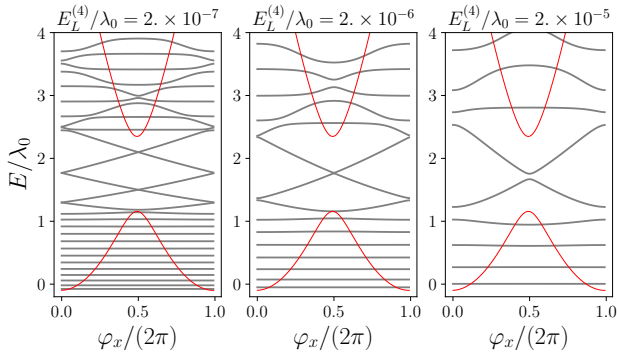 E_L^{(4)}/λ_0 = 2. × 10^{-7} E_L^{(4)}/λ_0 = 2. × 10^{-6} E_L^{(4)}/λ_0 = 2. × 10^{-5}
4 4 4
3 3 3
E/λ_0
2 2 2
1 1 1
0 0 0
0.0 0.5 1.0 0.0 0.5 1.0 0.0 0.5 1.0
φ_x/(2π) φ_x/(2π) φ_x/(2π)